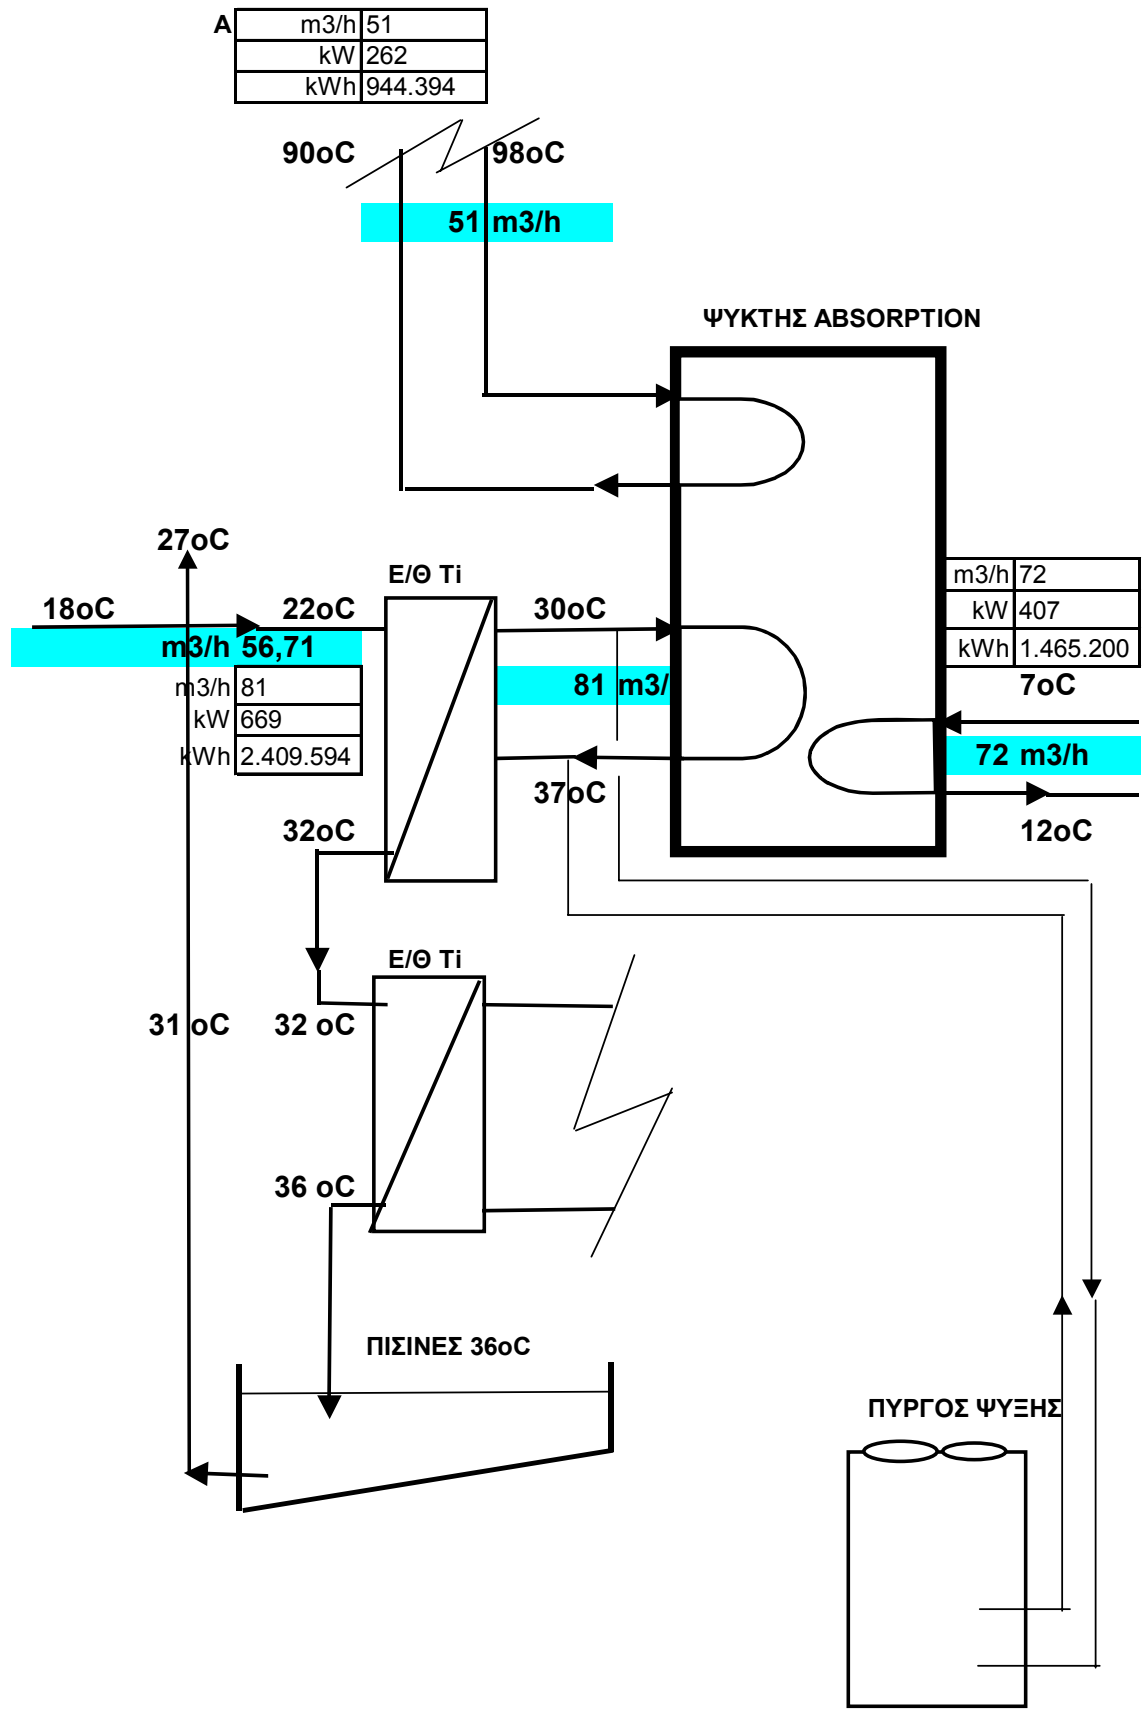 A m3/h 51
kW 262
kWh 944.394
90oC 98oC
51 m3/h
ΨΥΚΤΗΣ ABSORPTION
27oC
Ε/Θ Ti
18oC 22oC 30oC
m3/h 56,71
m3/h 72
kW 407
kWh 1.465.200
m3/h 81
kW 669
kWh 2.409.594
81 m3/
7oC
72 m3/h
37oC
32oC
12oC
Ε/Θ Ti
31 oC 32 oC
36 oC
ΠΙΣΙΝΕΣ 36oC
ΠΥΡΓΟΣ ΨΥΞΗΣ